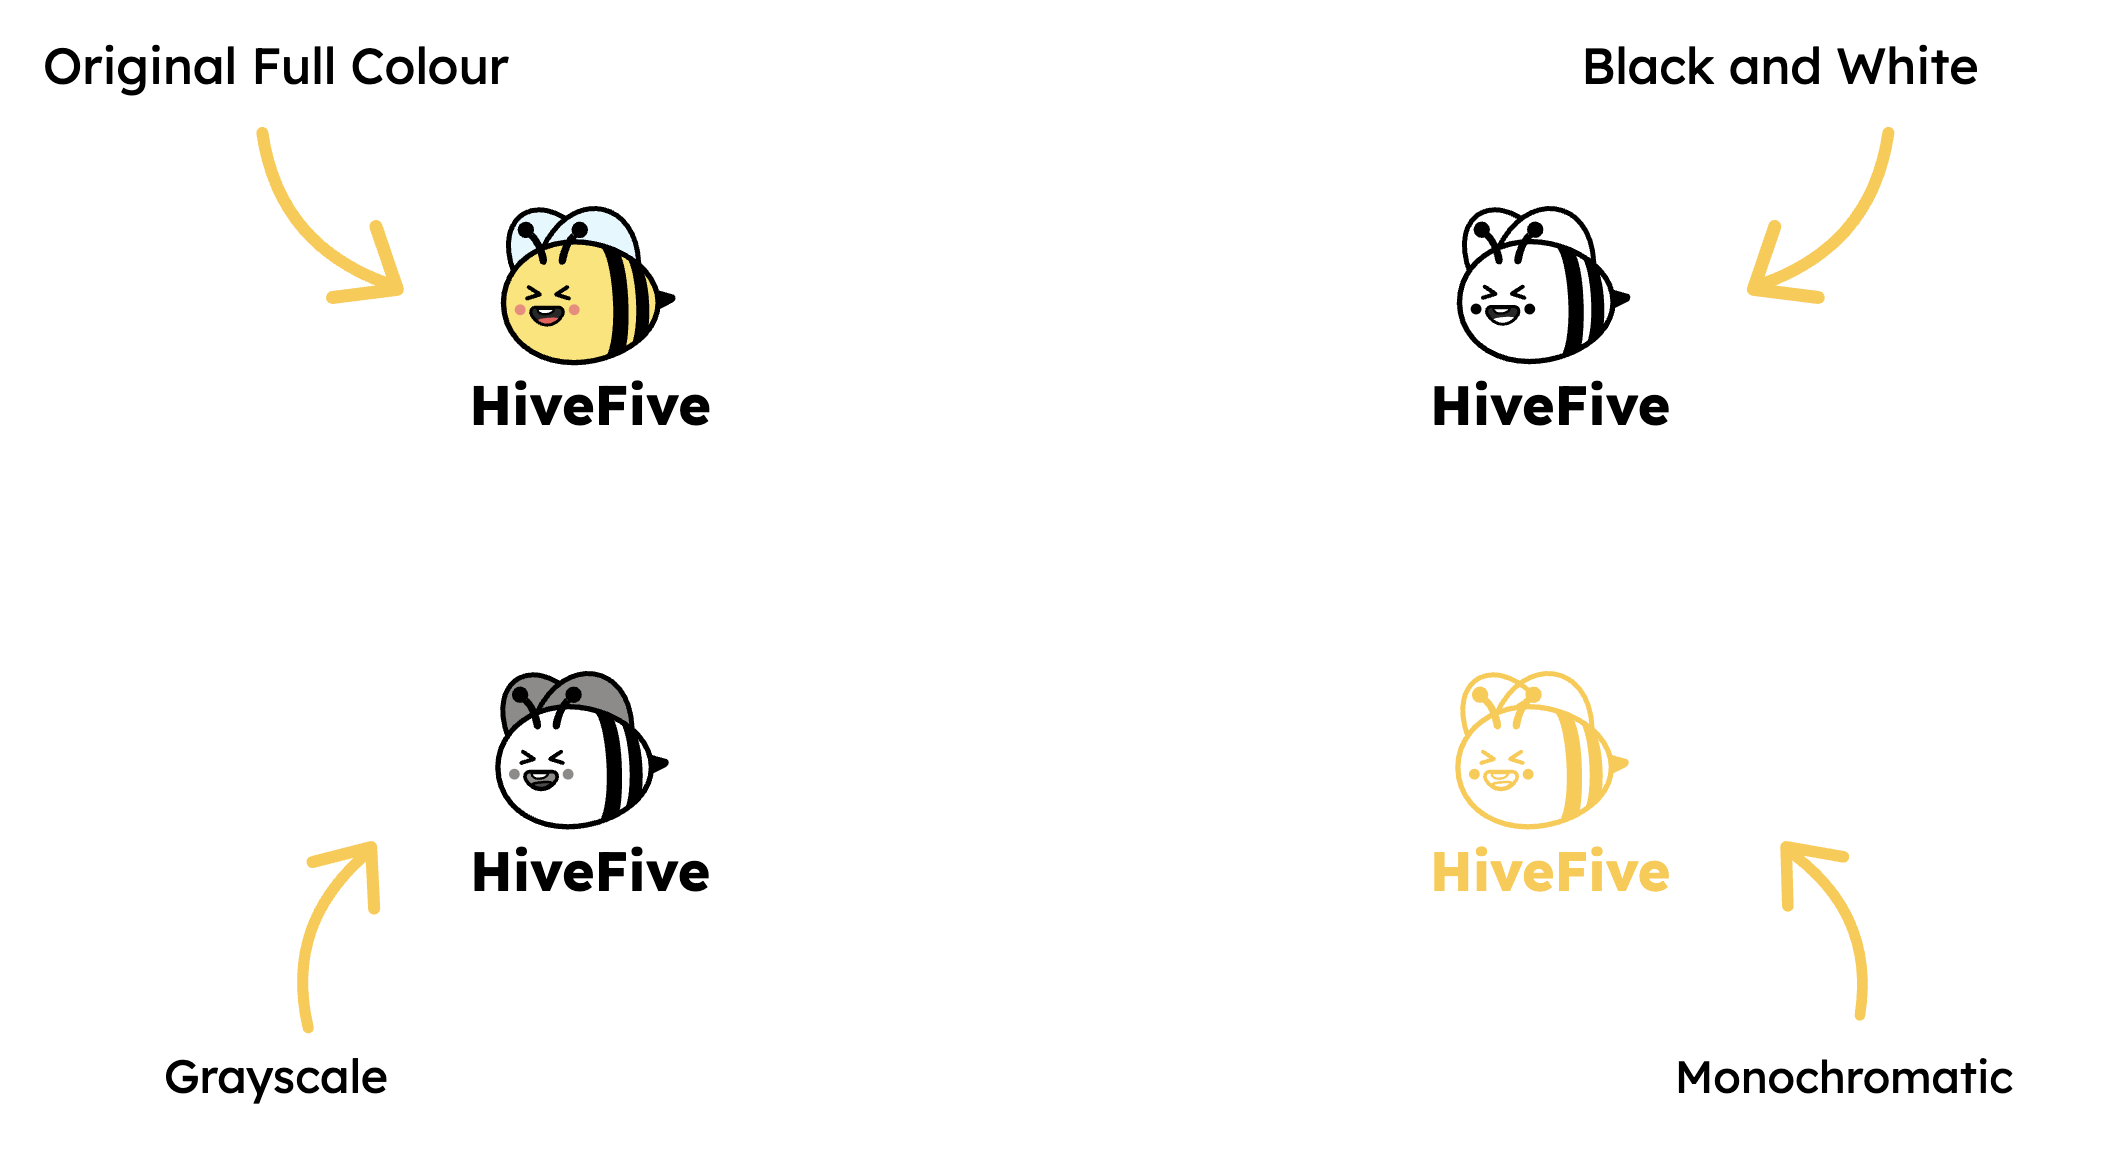 Original Full Colour
Black and White
HiveFive
HiveFive
HiveFive
HiveFive
Grayscale
Monochromatic